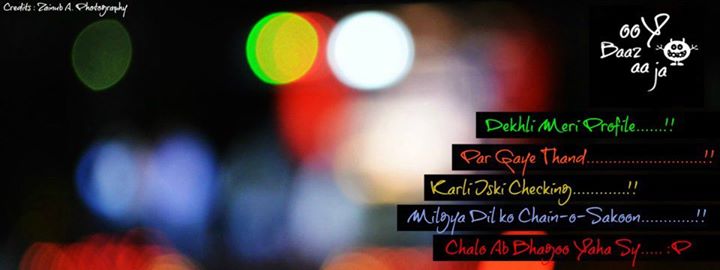 Credits : Zainub A. Photography
ooy
Baaz
aa ja
Dekhli Meri Profile......!!
Par Gaye Thand...........................!!
Karli Iski Checking............!!
Milgya Dil ko Chain-o-Sakoon............!!
Chalo Ab Bhagoo Yaha Sy..... :P